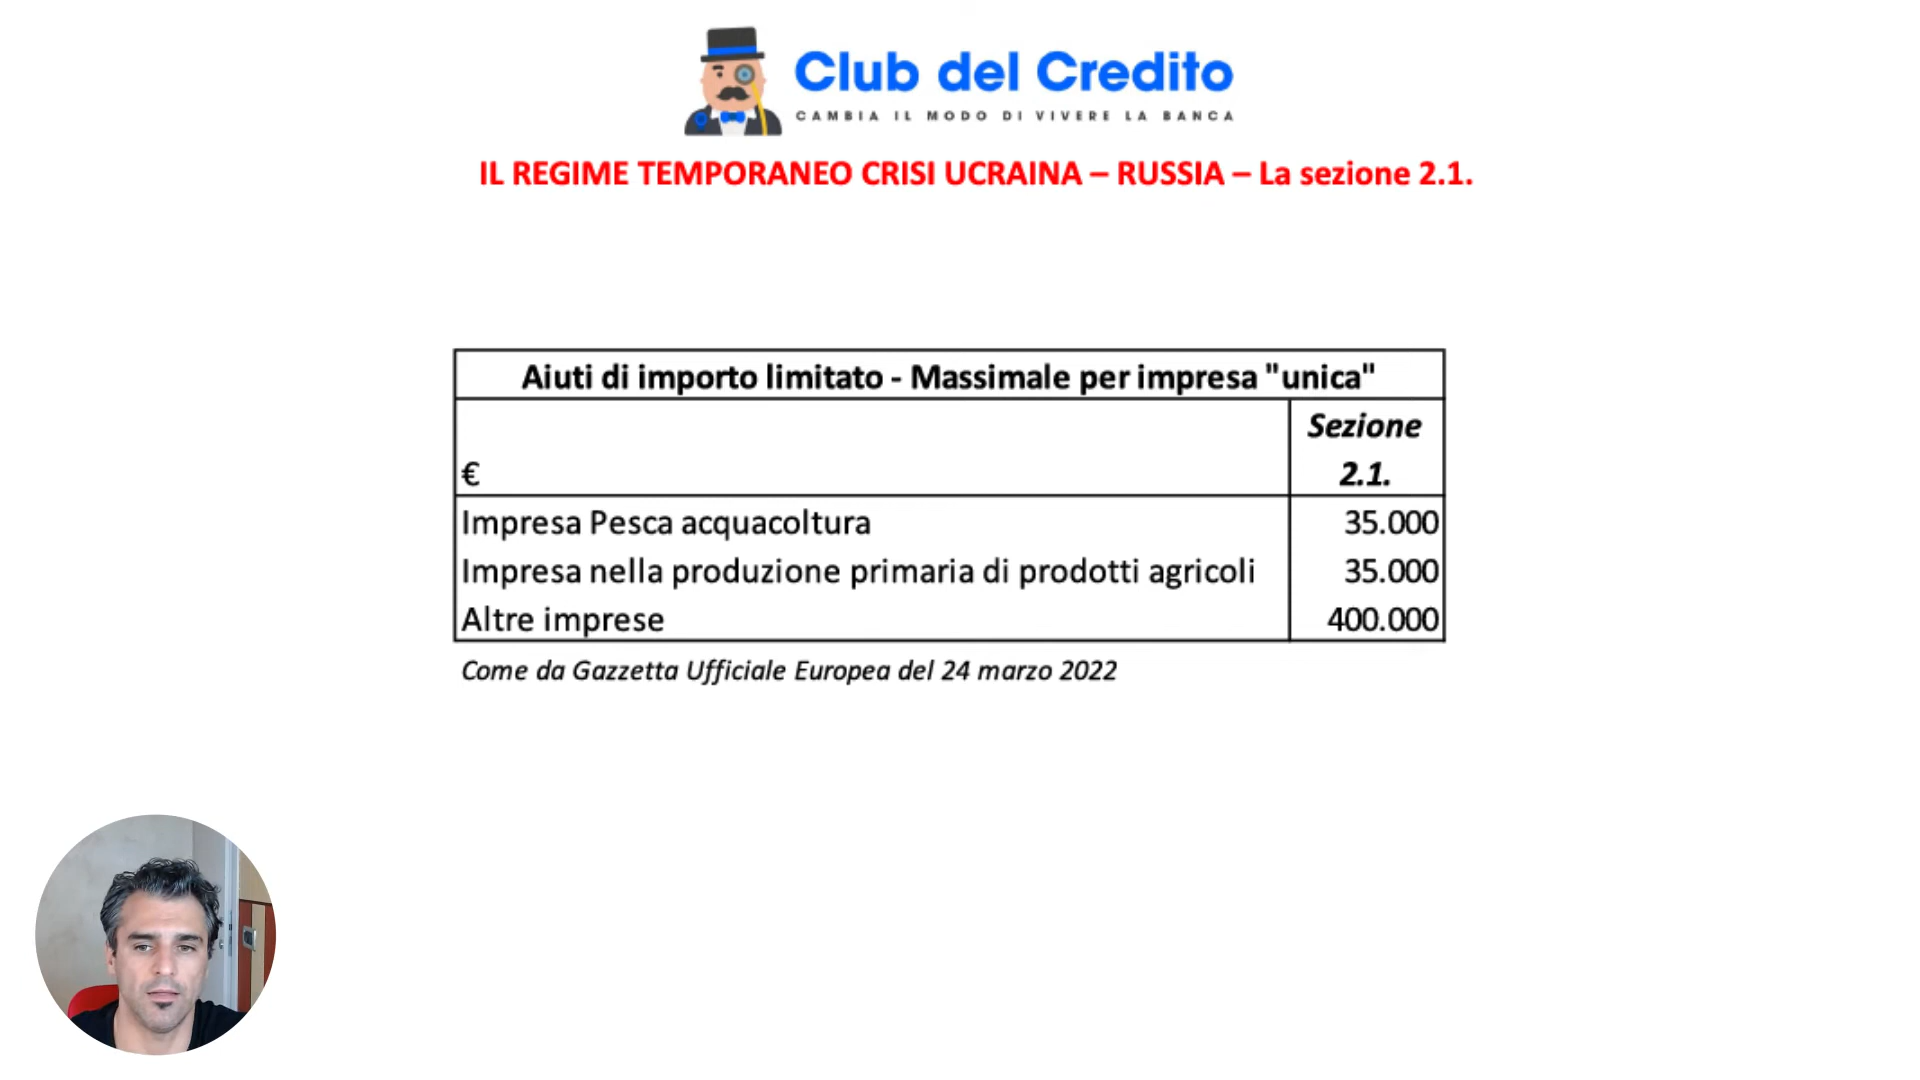 Club del Credito
CAMBIA IL MODO DI VIVERE LA BANCA
IL REGIME TEMPORANEO CRISI UCRAINA – RUSSIA – La sezione 2.1.
Aiuti di importo limitato - Massimale per impresa "unica"
€ Sezione 2.1.
Impresa Pesca acquacoltura 35.000
Impresa nella produzione primaria di prodotti agricoli 35.000
Altre imprese 400.000
Come da Gazzetta Ufficiale Europea del 24 marzo 2022